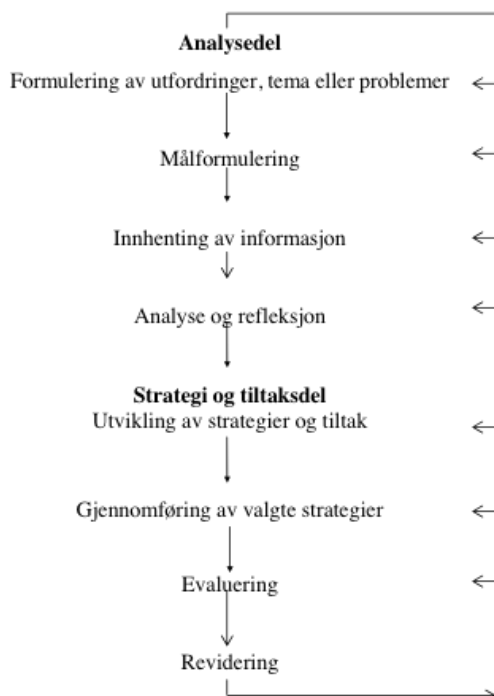 Analysedel
Formulering av utfordringer, tema eller problemer
Målformulering
Innhenting av informasjon
Analyse og refleksjon
Strategi og tiltaksdel
Utvikling av strategier og tiltak
Gjennomføring av valgte strategier
Evaluering
Revidering